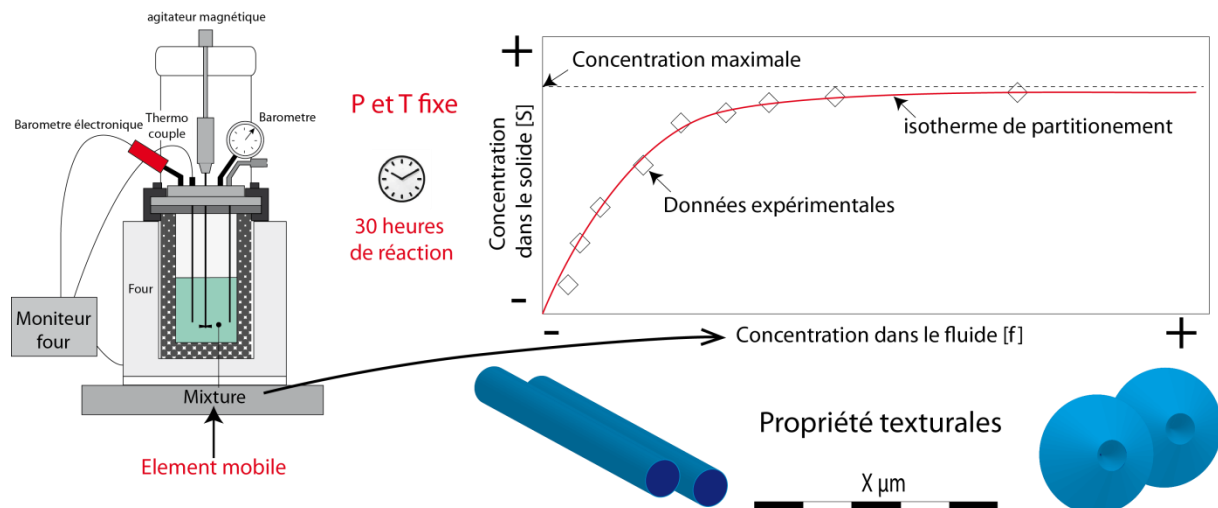 agitateur magnétique
Barometre électronique
Thermo
couple
Barometre
Four
Moniteur
four
Mixture
Element mobile
P et T fixe
30 heures
de réaction
+
Concentration
dans le solide [S]
-
Concentration maximale
isotherme de partitionement
Données expérimentales
-
Concentration dans le fluide [f]
+
Propriété texturales
X µm